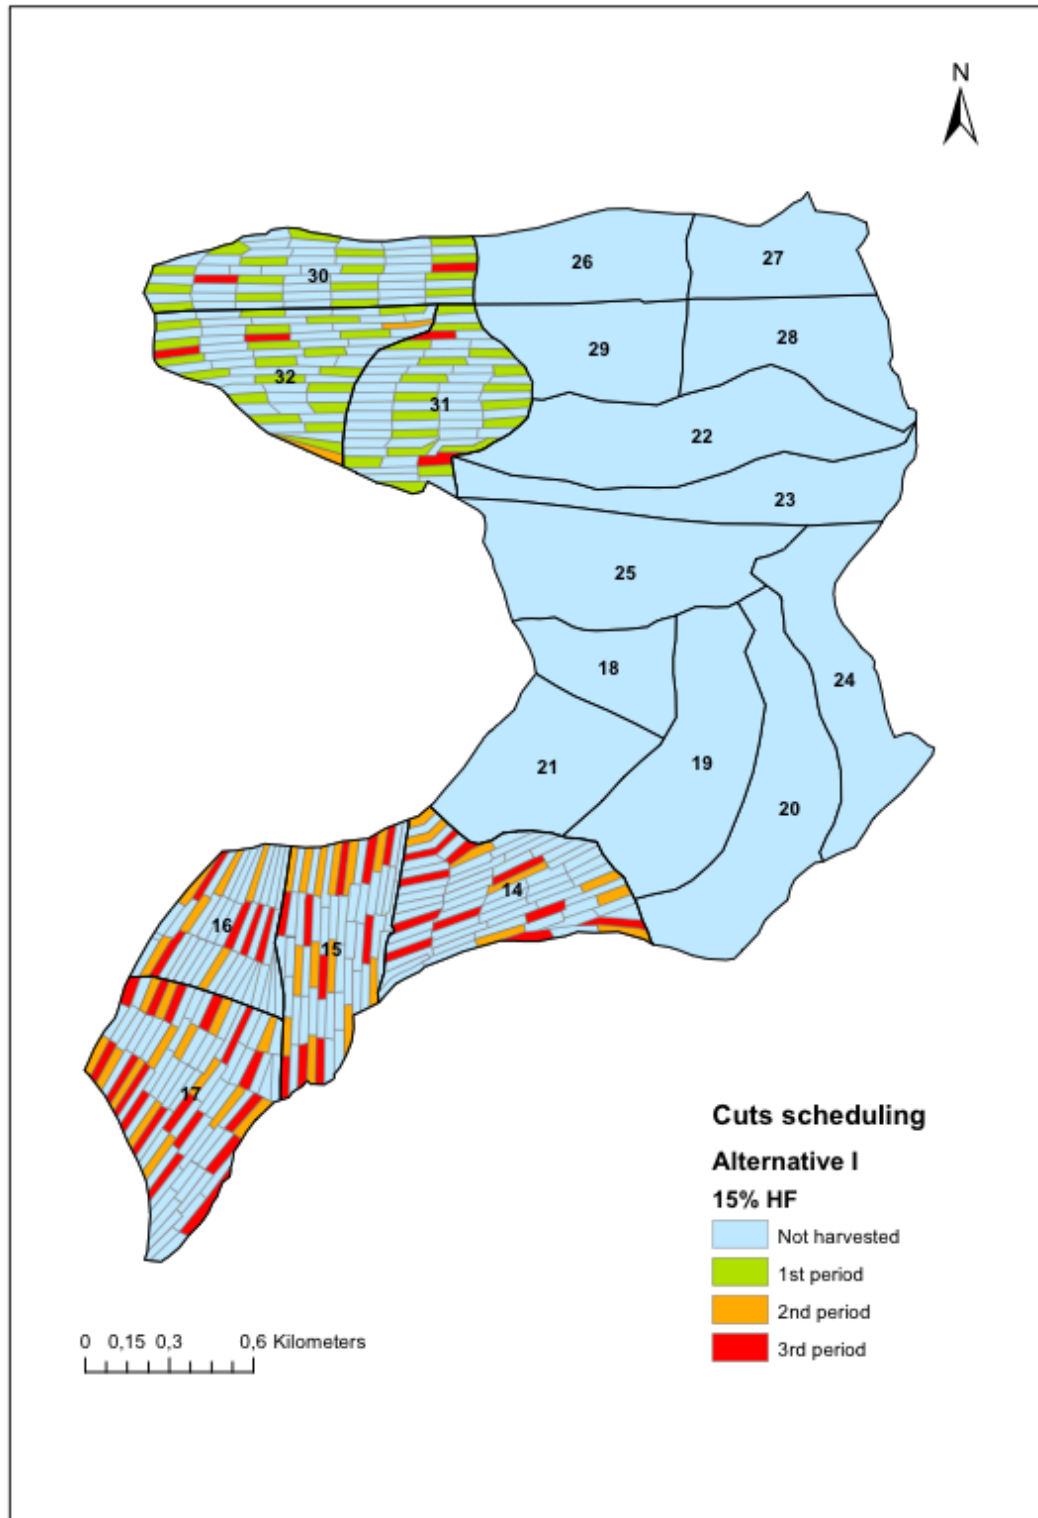 N
27
26
30
28
29
32
31
22
23
25
18
24
19
21
20
14
16
15
17
Cuts scheduling
Alternative I
15% HF
Not harvested
1st period
2nd period
3rd period
0 0,15 0,3 0,6 Kilometers